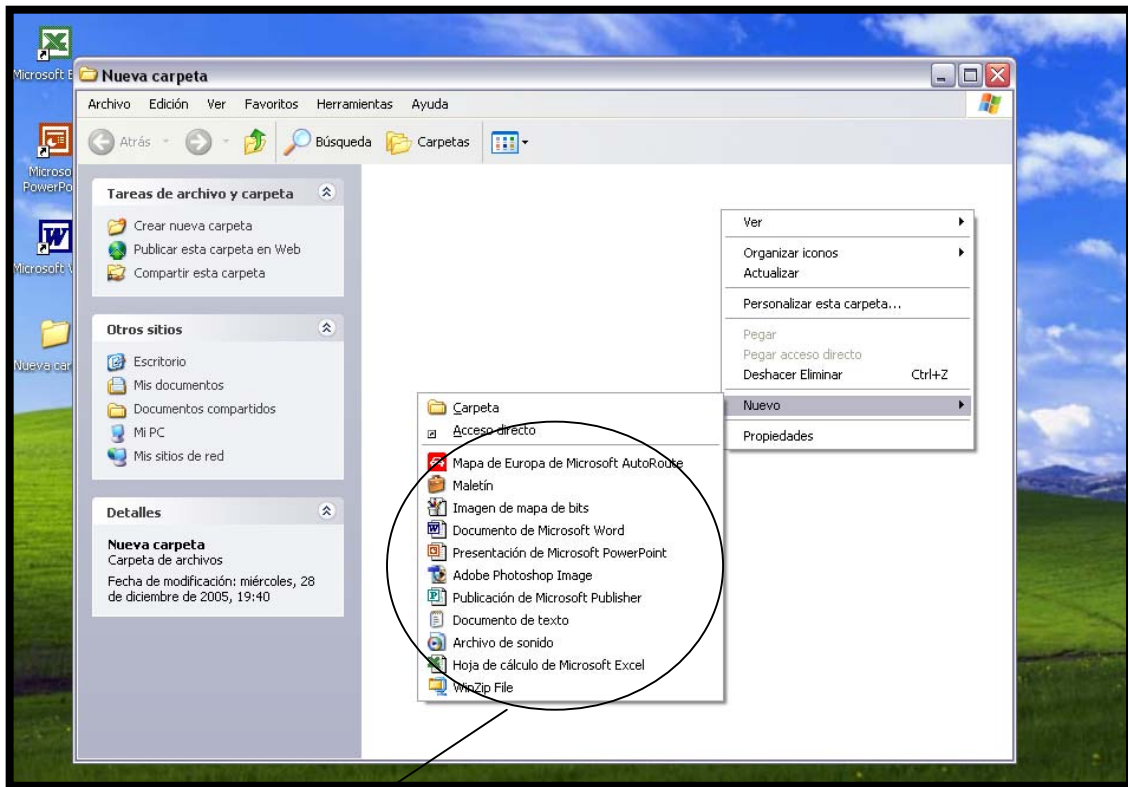 Microsoft E
Nueva carpeta
Archivo Edición Ver Favoritos Herramientas Ayuda
Atrás Búsqueda Carpetas
Microso
PowerPo
Microsoft V
Nueva car
Tareas de archivo y carpeta
Crear nueva carpeta
Publicar esta carpeta en Web
Compartir esta carpeta
Otros sitios
Escritorio
Mis documentos
Documentos compartidos
Mi PC
Mis sitios de red
Detalles
Nueva carpeta
Carpeta de archivos
Fecha de modificación: miércoles, 28
de diciembre de 2005, 19:40
Ver
Organizar iconos
Actualizar
Personalizar esta carpeta...
Pegar
Pegar acceso directo
Deshacer Eliminar Ctrl+Z
Nuevo
Propiedades
Carpeta
Acceso directo
Mapa de Europa de Microsoft AutoRoute
Maletín
Imagen de mapa de bits
Documento de Microsoft Word
Presentación de Microsoft PowerPoint
Adobe Photoshop Image
Publicación de Microsoft Publisher
Documento de texto
Archivo de sonido
Hoja de cálculo de Microsoft Excel
WinZip File